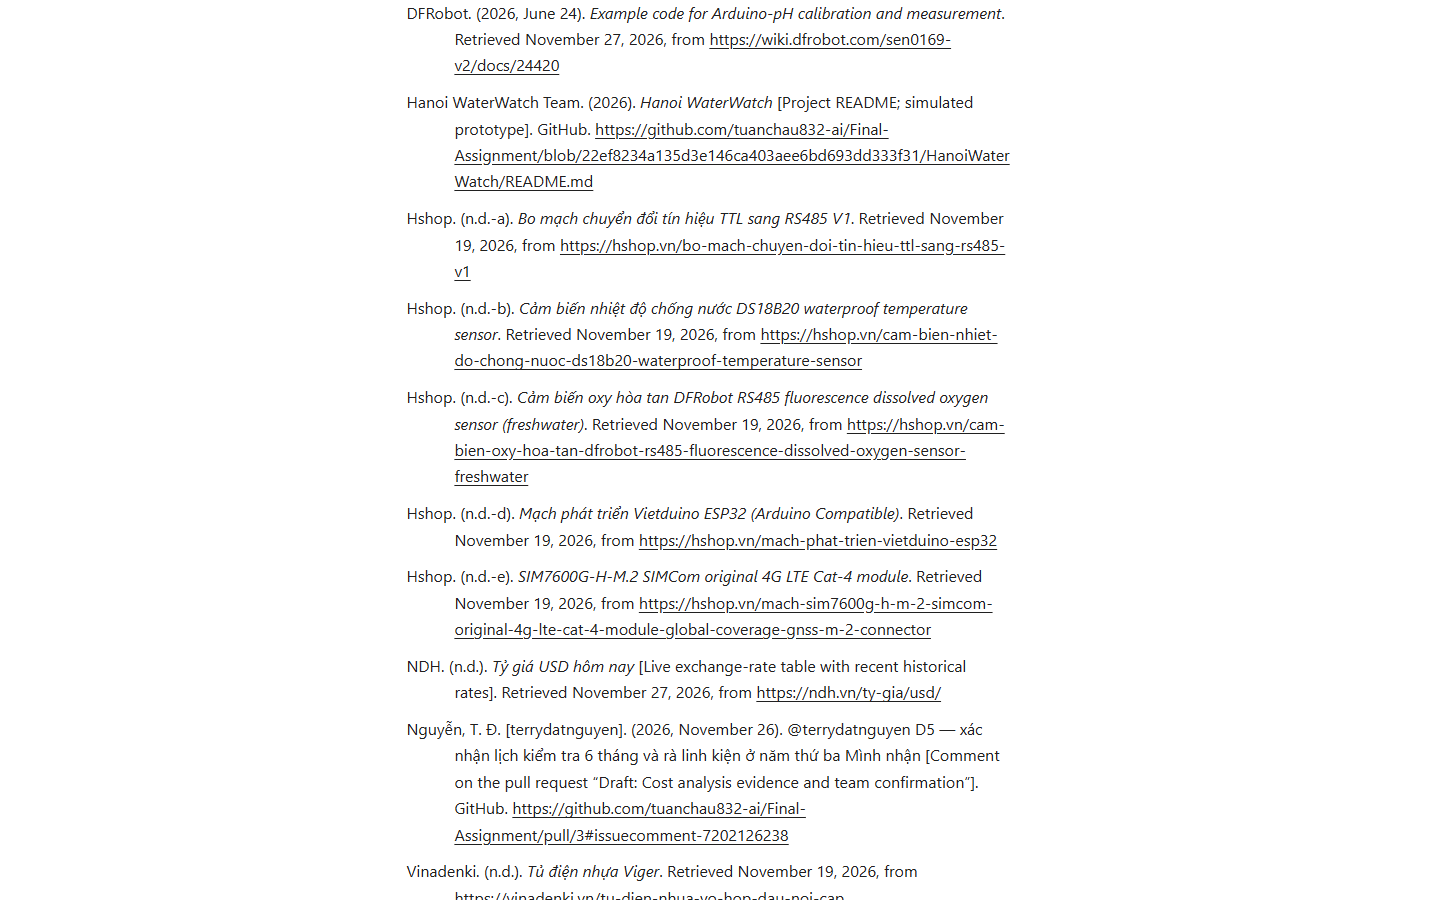 DFRobot. (2026, June 24). Example code for Arduino-pH calibration and measurement.
Retrieved November 27, 2026, from https://wiki.dfrobot.com/sen0169-
v2/docs/24420
Hanoi WaterWatch Team. (2026). Hanoi WaterWatch [Project README; simulated
prototype]. GitHub. https://github.com/tuanchau832-ai/Final-
Assignment/blob/22ef8234a135d3e146ca403aee6bd693dd333f31/HanoiWater
Watch/README.md
Hshop. (n.d.-a). Bo mạch chuyển đổi tín hiệu TTL sang RS485 V1. Retrieved November
19, 2026, from https://hshop.vn/bo-mach-chuyen-doi-tin-hieu-ttl-sang-rs485-
v1
Hshop. (n.d.-b). Cảm biến nhiệt độ chống nước DS18B20 waterproof temperature
sensor. Retrieved November 19, 2026, from https://hshop.vn/cam-bien-nhiet-
do-chong-nuoc-ds18b20-waterproof-temperature-sensor
Hshop. (n.d.-c). Cảm biến oxy hòa tan DFRobot RS485 fluorescence dissolved oxygen
sensor (freshwater). Retrieved November 19, 2026, from https://hshop.vn/cam-
bien-oxy-hoa-tan-dfrobot-rs485-fluorescence-dissolved-oxygen-sensor-
freshwater
Hshop. (n.d.-d). Mạch phát triển Vietduino ESP32 (Arduino Compatible). Retrieved
November 19, 2026, from https://hshop.vn/mach-phat-trien-vietduino-esp32
Hshop. (n.d.-e). SIM7600G-H-M.2 SIMCom original 4G LTE Cat-4 module. Retrieved
November 19, 2026, from https://hshop.vn/mach-sim7600g-h-m-2-simcom-
original-4g-lte-cat-4-module-global-coverage-gnss-m-2-connector
NDH. (n.d.). Tỷ giá USD hôm nay [Live exchange-rate table with recent historical
rates]. Retrieved November 27, 2026, from https://ndh.vn/ty-gia/usd/
Nguyễn, T. Đ. [terrydatnguyen]. (2026, November 26). @terrydatnguyen D5 — xác
nhận lịch kiểm tra 6 tháng và rà linh kiện ở năm thứ ba Mình nhận [Comment
on the pull request “Draft: Cost analysis evidence and team confirmation”].
GitHub. https://github.com/tuanchau832-ai/Final-
Assignment/pull/3#issuecomment-7202126238
Vinadenki. (n.d.). Tủ điện nhựa Viger. Retrieved November 19, 2026, from
https://vinadenki.vn/tu-dien-nhua-vo-hop-dau-noi-cap